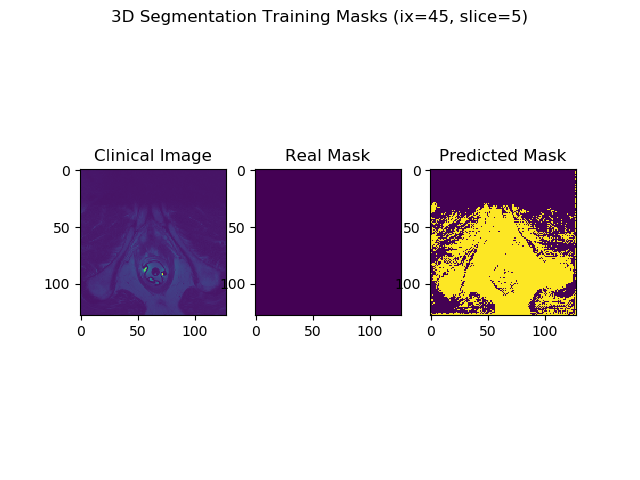 3D Segmentation Training Masks (ix=45, slice=5)
Clinical Image Real Mask Predicted Mask
0 0 0
50 50 50
100 100 100
0 50 100 0 50 100 0 50 100